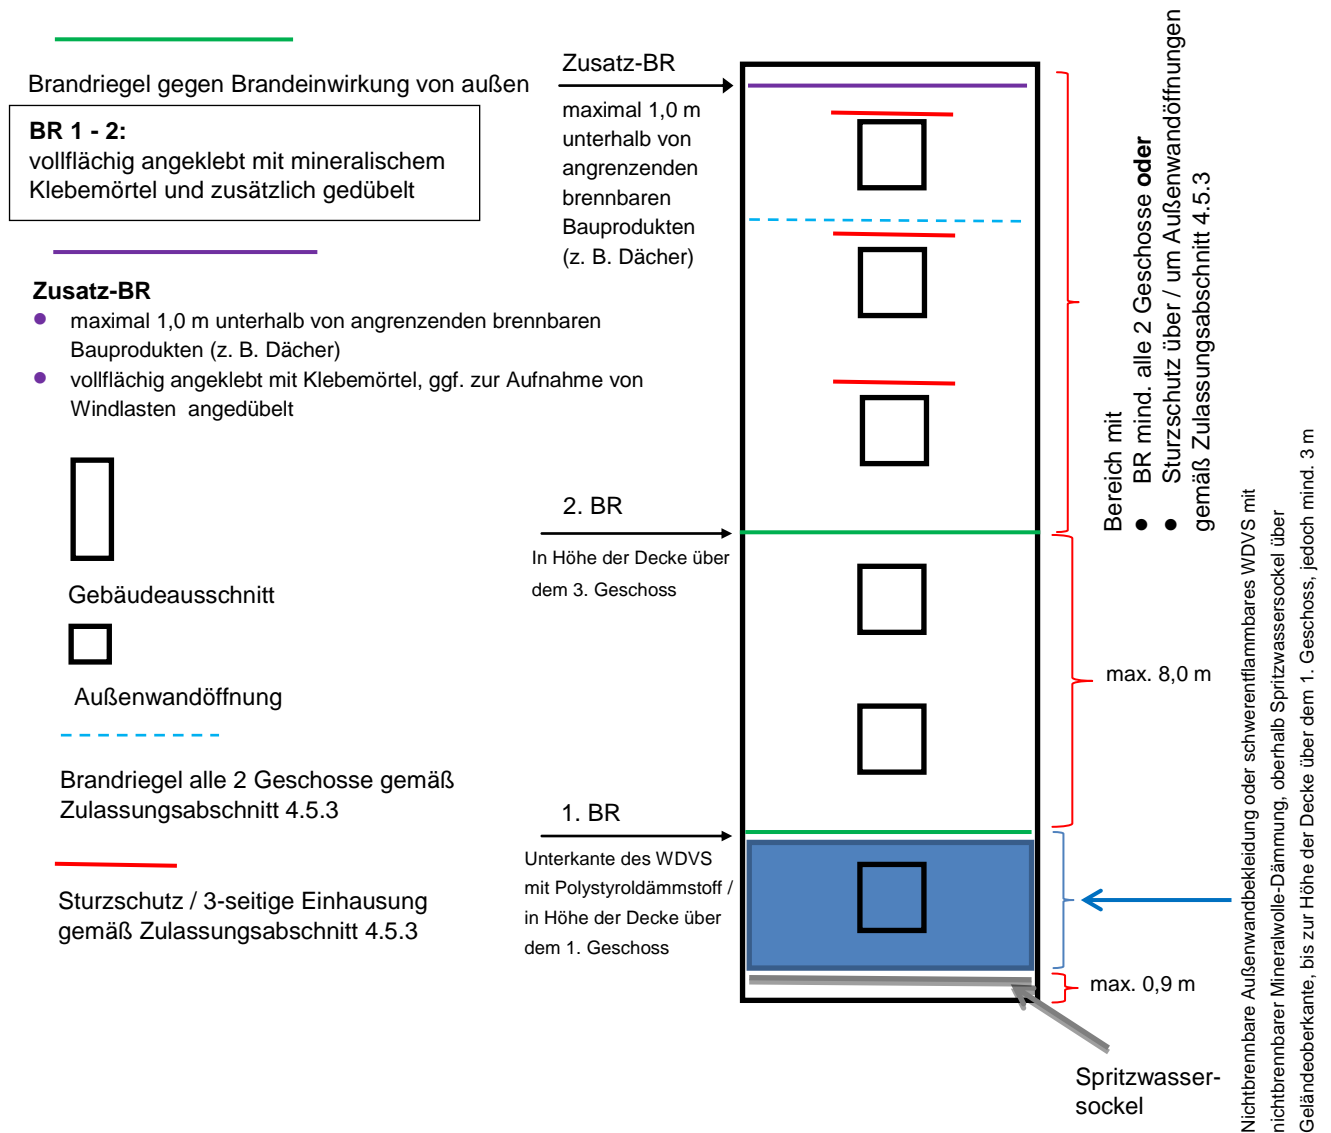 Brandriegel gegen Brandeinwirkung von außen
BR 1 - 2:
vollflächig angeklebt mit mineralischem
Klebemörtel und zusätzlich gedübelt
Zusatz-BR
● maximal 1,0 m unterhalb von angrenzenden brennbaren
Bauprodukten (z. B. Dächer)
● vollflächig angeklebt mit Klebemörtel, ggf. zur Aufnahme von
Windlasten angedübelt
Gebäudeausschnitt
Außenwandöffnung
Brandriegel alle 2 Geschosse gemäß
Zulassungsabschnitt 4.5.3
Sturzschutz / 3-seitige Einhausung
gemäß Zulassungsabschnitt 4.5.3
Zusatz-BR
maximal 1,0 m
unterhalb von
angrenzenden
brennbaren
Bauprodukten
(z. B. Dächer)
2. BR
In Höhe der Decke über
dem 3. Geschoss
1. BR
Unterkante des WDVS
mit Polystyroldämmstoff /
in Höhe der Decke über
dem 1. Geschoss
Bereich mit
● BR mind. alle 2 Geschosse oder
● Sturzschutz über / um Außenwandöffnungen
gemäß Zulassungsabschnitt 4.5.3
max. 8,0 m
max. 0,9 m
Spritzwasser-
sockel
Nichtbrennbare Außenwandbekleidung oder schwerentflammbares WDVS mit
nichtbrennbarer Mineralwolle-Dämmung, oberhalb Spritzwassersockel über
Geländeoberkante, bis zur Höhe der Decke über dem 1. Geschoss, jedoch mind. 3 m